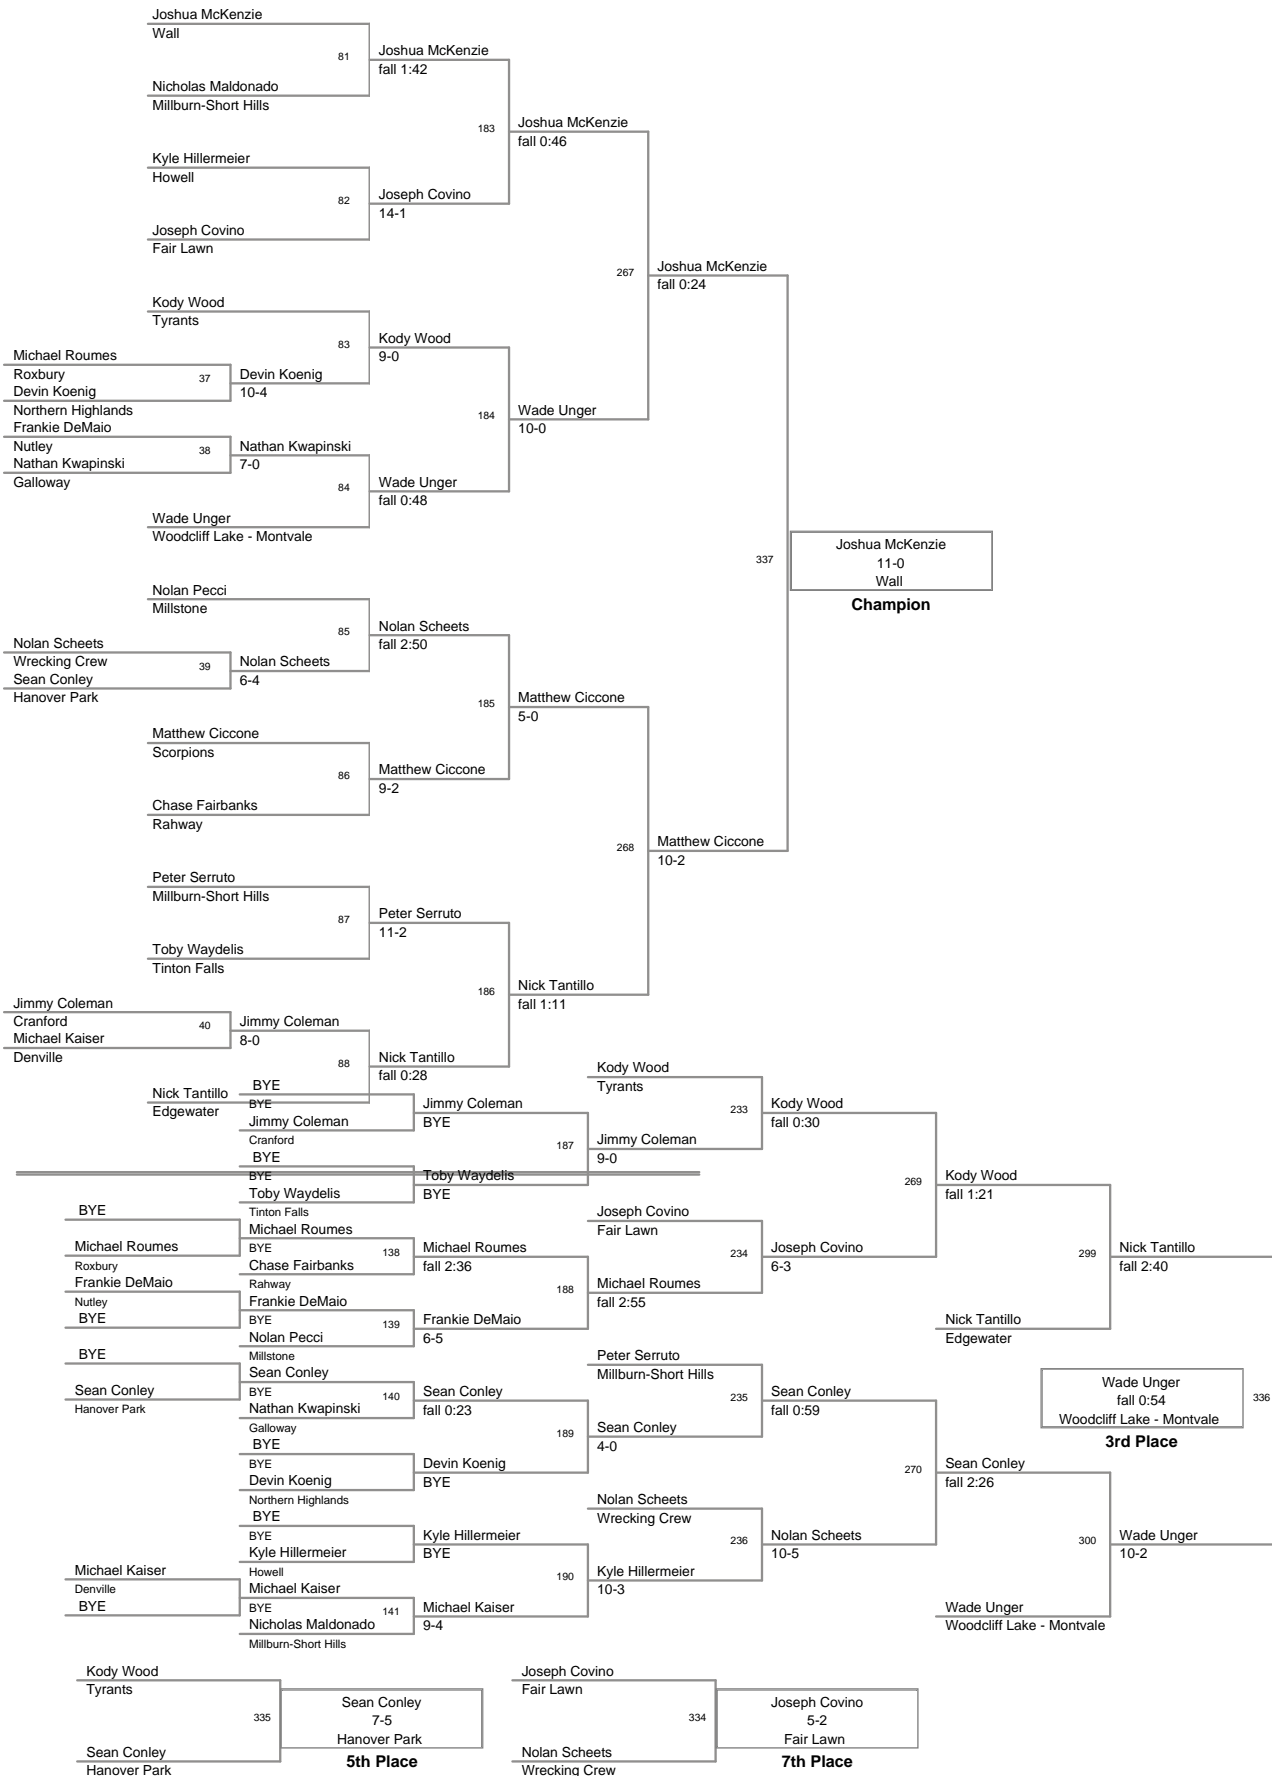 Joshua McKenzie
Wall
81
Joshua McKenzie
fall 1:42
Nicholas Maldonado
Millburn-Short Hills
183
Joshua McKenzie
fall 0:46
Kyle Hillermeier
Howell
82
Joseph Covino
14-1
Joseph Covino
Fair Lawn
267
Joshua McKenzie
fall 0:24
Kody Wood
Tyrants
83
Kody Wood
9-0
Michael Roumes
Roxbury
37
Devin Koenig
10-4
Devin Koenig
Northern Highlands
184
Wade Unger
10-0
Frankie DeMaio
Nutley
38
Nathan Kwapinski
7-0
Nathan Kwapinski
Galloway
84
Wade Unger
fall 0:48
Wade Unger
Woodcliff Lake - Montvale
337
Joshua McKenzie
11-0
Wall
Champion
Nolan Pecci
Millstone
85
Nolan Scheets
fall 2:50
Nolan Scheets
Wrecking Crew
39
Nolan Scheets
6-4
Sean Conley
Hanover Park
185
Matthew Ciccone
5-0
Matthew Ciccone
Scorpions
86
Matthew Ciccone
9-2
Chase Fairbanks
Rahway
268
Matthew Ciccone
10-2
Peter Serruto
Millburn-Short Hills
87
Peter Serruto
11-2
Toby Waydelis
Tinton Falls
186
Nick Tantillo
fall 1:11
Jimmy Coleman
Cranford
40
Jimmy Coleman
8-0
Michael Kaiser
Denville
88
Nick Tantillo
fall 0:28
Nick Tantillo
Edgewater
BYE
BYE
Jimmy Coleman
Cranford
Jimmy Coleman
BYE
187
Jimmy Coleman
9-0
Kody Wood
Tyrants
233
Kody Wood
fall 0:30
BYE
BYE
Toby Waydelis
Tinton Falls
Toby Waydelis
BYE
269
Kody Wood
fall 1:21
BYE
Michael Roumes
Roxbury
Michael Roumes
BYE
138
Chase Fairbanks
Rahway
Michael Roumes
fall 2:36
Joseph Covino
Fair Lawn
234
Joseph Covino
6-3
188
Michael Roumes
fall 2:55
299
Nick Tantillo
fall 2:40
Frankie DeMaio
Nutley
BYE
Frankie DeMaio
BYE
139
Nolan Pecci
Millstone
Frankie DeMaio
6-5
Nick Tantillo
Edgewater
BYE
Sean Conley
Hanover Park
Sean Conley
BYE
140
Nathan Kwapinski
Galloway
Sean Conley
fall 0:23
Peter Serruto
Millburn-Short Hills
235
Sean Conley
fall 0:59
189
Sean Conley
4-0
Wade Unger
fall 0:54
Woodcliff Lake - Montvale
336
3rd Place
BYE
BYE
Devin Koenig
Northern Highlands
Devin Koenig
BYE
270
Sean Conley
fall 2:26
BYE
BYE
Kyle Hillermeier
Howell
Kyle Hillermeier
BYE
Nolan Scheets
Wrecking Crew
236
Nolan Scheets
10-5
190
Kyle Hillermeier
10-3
300
Wade Unger
10-2
Michael Kaiser
Denville
BYE
Michael Kaiser
BYE
141
Nicholas Maldonado
Millburn-Short Hills
Michael Kaiser
9-4
Wade Unger
Woodcliff Lake - Montvale
Kody Wood
Tyrants
335
Sean Conley
7-5
Hanover Park
5th Place
Sean Conley
Hanover Park
Joseph Covino
Fair Lawn
334
Joseph Covino
5-2
Fair Lawn
7th Place
Nolan Scheets
Wrecking Crew